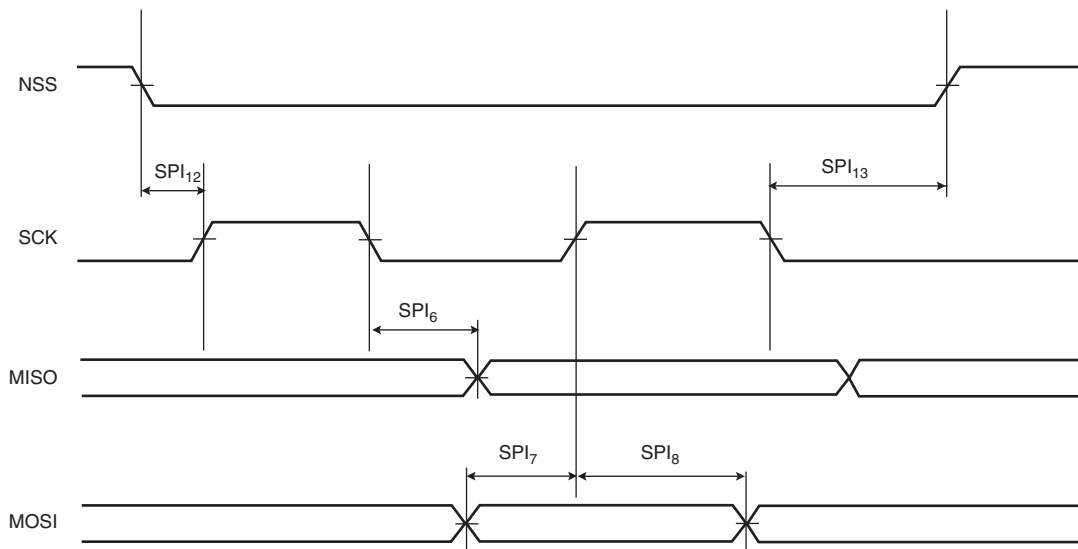 NSS
SPI₁₂
SPI₁₃
SCK
SPI₆
MISO
SPI₇
SPI₈
MOSI